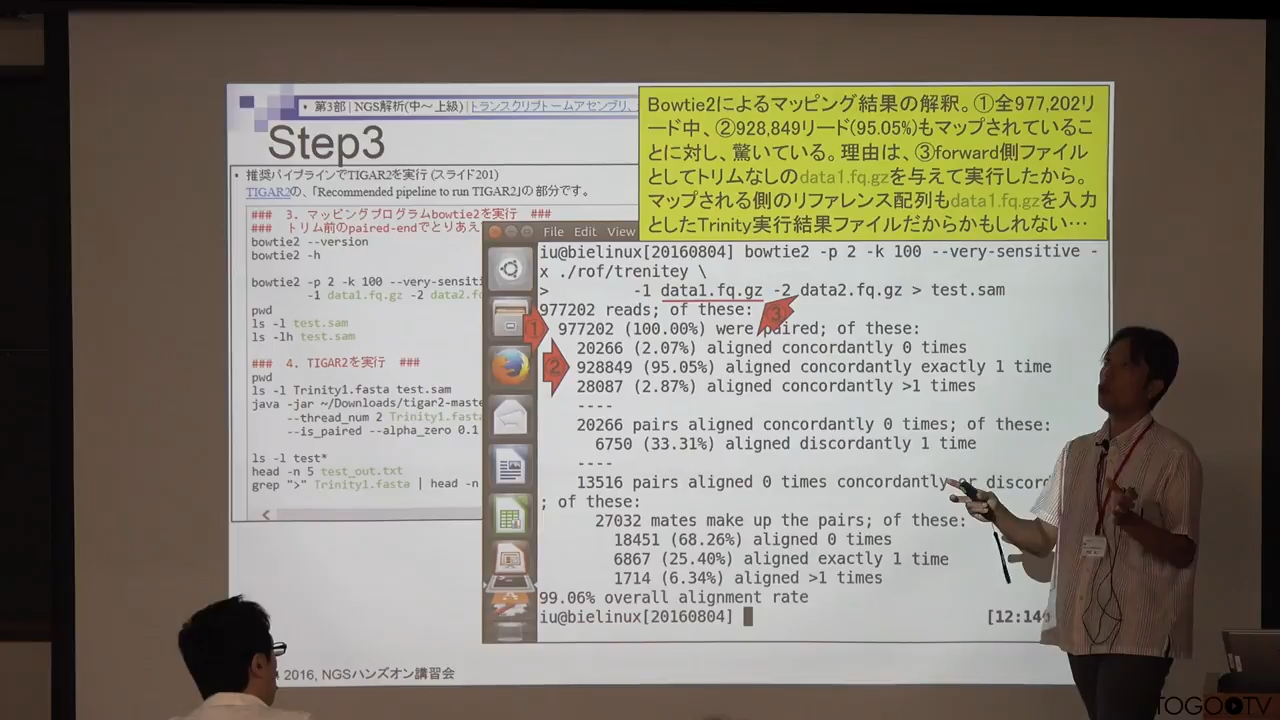 • 第3部 | NGS解析(中～上級) | トランスクリプトームアセンブリ、
Step3
Bowtie2によるマッピング結果の解釈。①全977,202リ
ード中、②928,849リード(95.05%)もマップされているこ
とに対し、驚いている。理由は、③forward側ファイル
としてトリムなしのdata1.fq.gzを与えて実行したから。
マップされる側のリファレンス配列もdata1.fq.gzを入力
としたTrinity実行結果ファイルだからかもしれない…
• 推奨パイプラインでTIGAR2を実行 (スライド201)
TIGAR2の、「Recommended pipeline to run TIGAR2」の部分です。
### 3. マッピングプログラムbowtie2を実行 ###
### トリム前のpaired-endでとりあえ
bowtie2 --version
bowtie2 -h
bowtie2 -p 2 -k 100 --very-sensiti
-1 data1.fq.gz -2 data2.fq
pwd
ls -l test.sam
ls -lh test.sam
### 4. TIGAR2を実行 ###
pwd
ls -l Trinity1.fasta test.sam
java -jar ~/Downloads/tigar2-mast
--thread_num 2 Trinity1.fasta
--is_paired --alpha_zero 0.1
ls -l test*
head -n 5 test_out.txt
grep ">" Trinity1.fasta | head -n
File Edit View
iu@bielinux[20160804] bowtie2 -p 2 -k 100 --very-sensitive -
x ./rof/trenitey \
> -1 data1.fq.gz -2 data2.fq.gz > test.sam
977202 reads; of these:
977202 (100.00%) were paired; of these:
20266 (2.07%) aligned concordantly 0 times
928849 (95.05%) aligned concordantly exactly 1 time
28087 (2.87%) aligned concordantly >1 times
----
20266 pairs aligned concordantly 0 times; of these:
6750 (33.31%) aligned discordantly 1 time
----
13516 pairs aligned 0 times concordantly or discord
; of these:
27032 mates make up the pairs; of these:
18451 (68.26%) aligned 0 times
6867 (25.40%) aligned exactly 1 time
1714 (6.34%) aligned >1 times
99.06% overall alignment rate
iu@bielinux[20160804]
[12:14
①
②
③
2016, NGSハンズオン講習会
TOGOTV